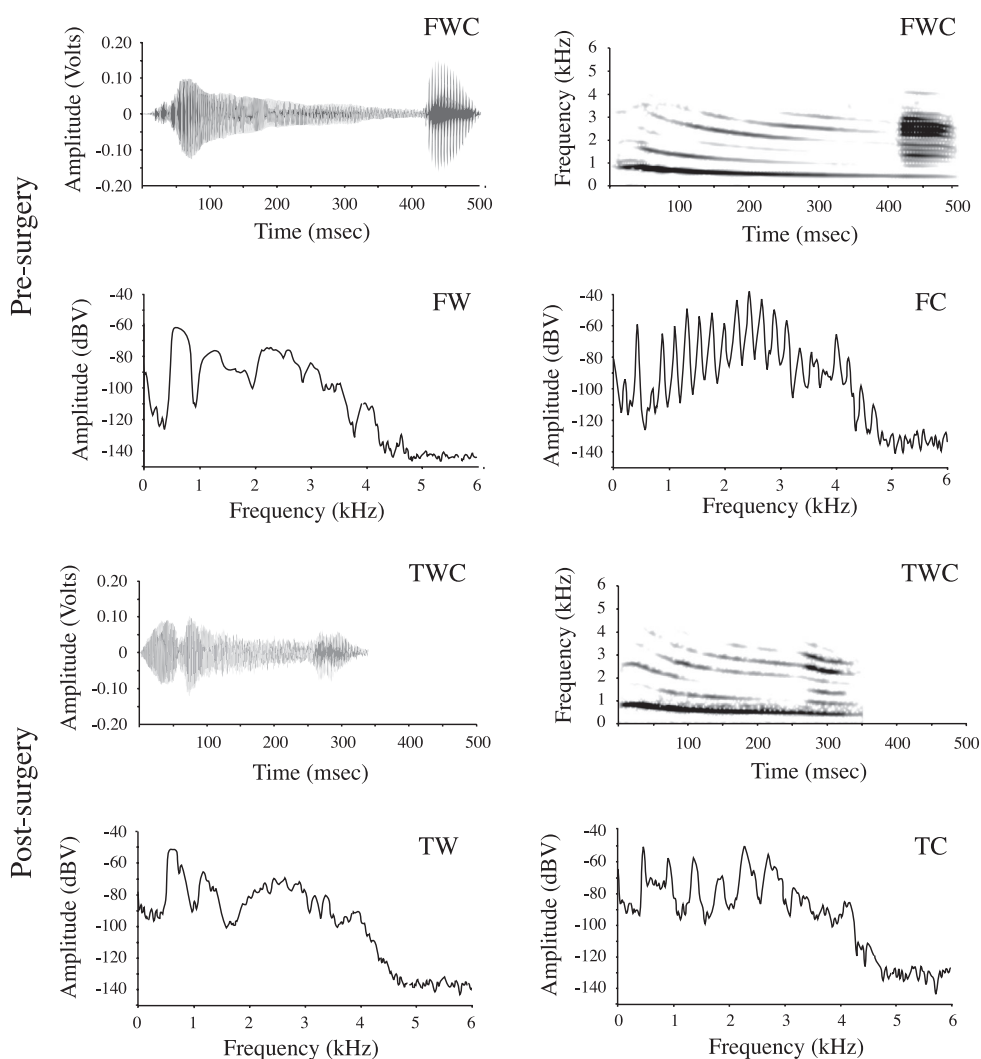 Pre-surgery
FWC
Amplitude (Volts)
0.20
0.10
0
-0.10
-0.20
100 200 300 400 500
Time (msec)
FWC
Frequency (kHz)
6
5
4
3
2
1
0
100 200 300 400 500
Time (msec)
FW
Amplitude (dBV)
-40
-60
-80
-100
-120
-140
0 1 2 3 4 5 6
Frequency (kHz)
FC
Amplitude (dBV)
-40
-60
-80
-100
-120
-140
0 1 2 3 4 5 6
Frequency (kHz)
Post-surgery
TWC
Amplitude (Volts)
0.20
0.10
0
-0.10
-0.20
100 200 300 400 500
Time (msec)
TWC
Frequency (kHz)
6
5
4
3
2
1
0
100 200 300 400 500
Time (msec)
TW
Amplitude (dBV)
-40
-60
-80
-100
-120
-140
0 1 2 3 4 5 6
Frequency (kHz)
TC
Amplitude (dBV)
-40
-60
-80
-100
-120
-140
0 1 2 3 4 5 6
Frequency (kHz)